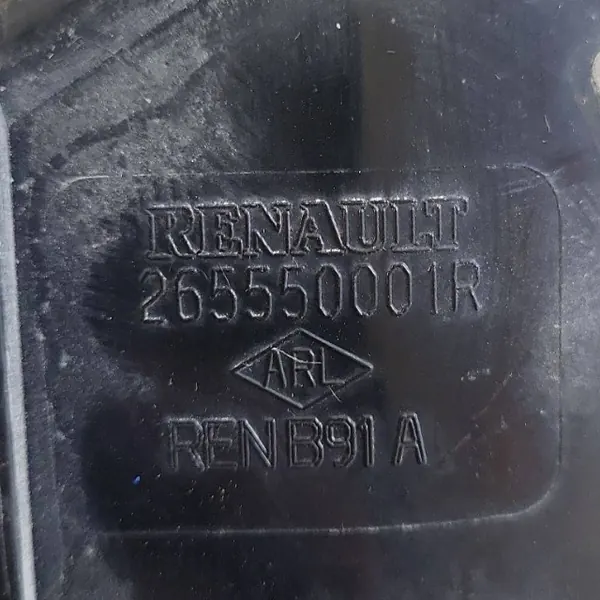 RENAULT
265550001R
ARL
REN B91 A